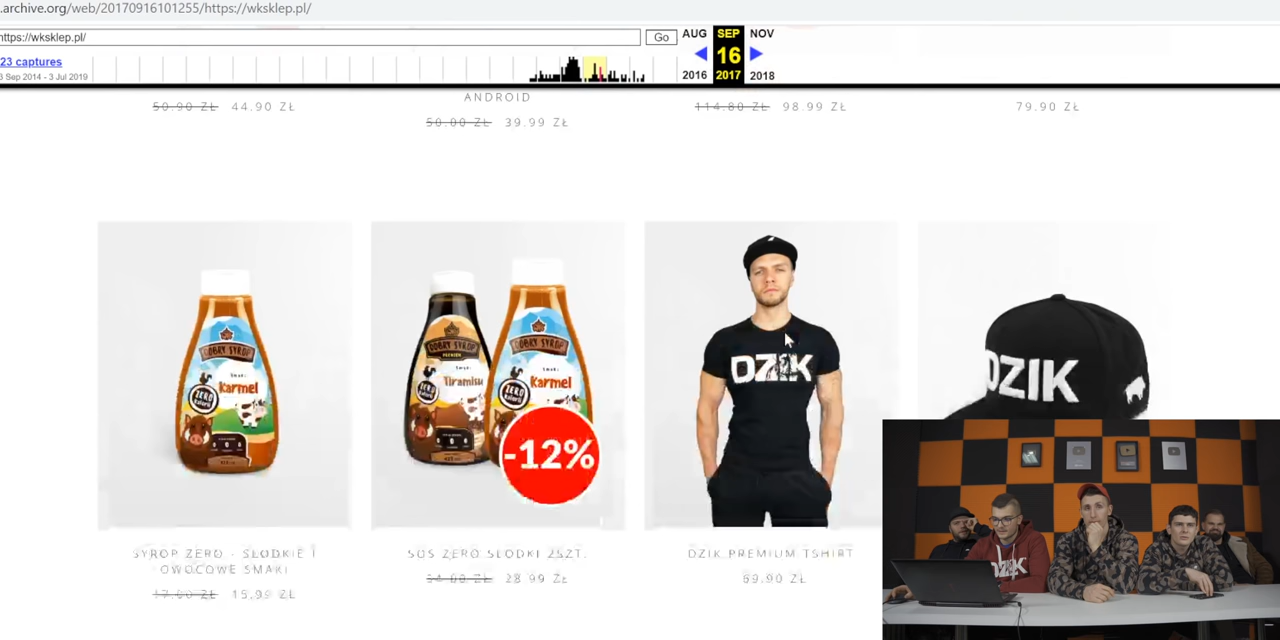 .archive.org/web/20170916101255/https://wksklep.pl/
https://wksklep.pl/
Go
AUG SEP NOV
16
2016 2017 2018
23 captures
3 Sep 2014 - 3 Jul 2019
50.90 ZŁ 44.90 ZŁ
ANDROID
50.00 ZŁ 39.99 ZŁ
114.80 ZŁ 98.99 ZŁ
79.90 ZŁ
DOBRY SYROP
Karmel
ZERO
DOBRY SYROP
PREMIUM
Tiramisu
ZERO
DOBRY SYROP
Karmel
ZERO
-12%
DZIK
DZIK
SYROP ZERO - SŁODKIE I
OWOCOWE SMAKI
17.00 ZŁ 15.99 ZŁ
SOS ZERO SŁODKI 2SZT.
28.99 ZŁ
DZIK PREMIUM TSHIRT
69.90 ZŁ